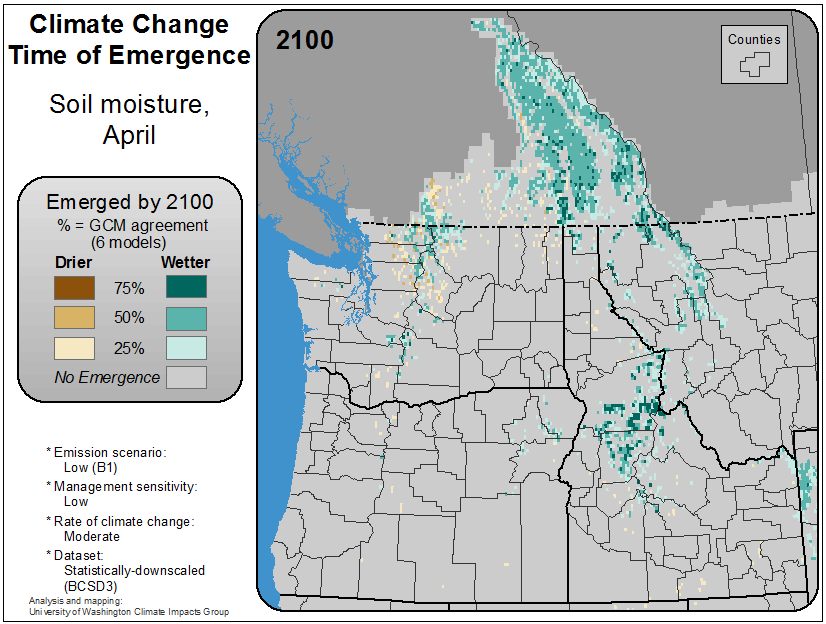 Climate Change
Time of Emergence
Soil moisture,
April
Emerged by 2100
% = GCM agreement
(6 models)
Drier Wetter
75%
50%
25%
No Emergence
* Emission scenario:
Low (B1)
* Management sensitivity:
Low
* Rate of climate change:
Moderate
* Dataset:
Statistically-downscaled
(BCSD3)
Analysis and mapping:
University of Washington Climate Impacts Group
2100
Counties